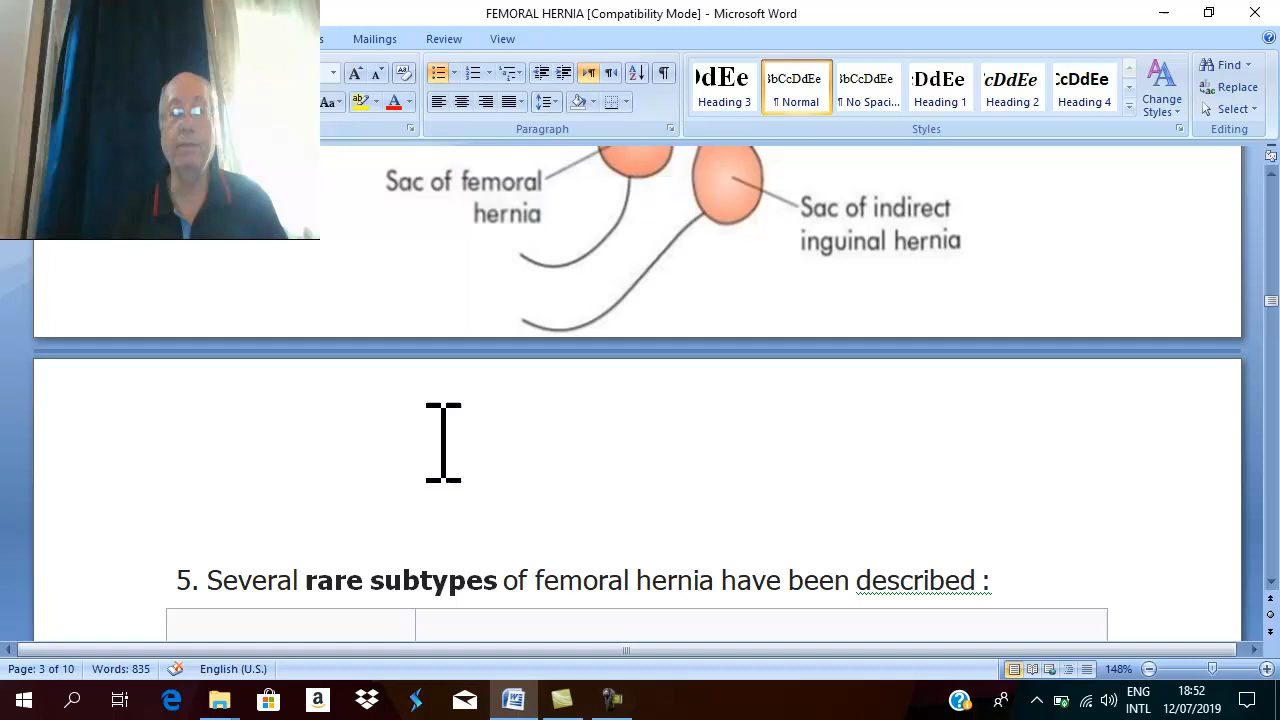 FEMORAL HERNIA [Compatibility Mode] - Microsoft Word
Mailings Review View
Aa
A
Paragraph
Heading 3 ¶ Normal ¶ No Spaci... Heading 1 Heading 2 Heading 4
Change Styles
Styles
Find
Replace
Select
Editing
Sac of femoral
hernia
Sac of indirect
inguinal hernia
5. Several rare subtypes of femoral hernia have been described :
Page: 3 of 10 Words: 835 English (U.S.) 148%
ENG 18:52
INTL 12/07/2019